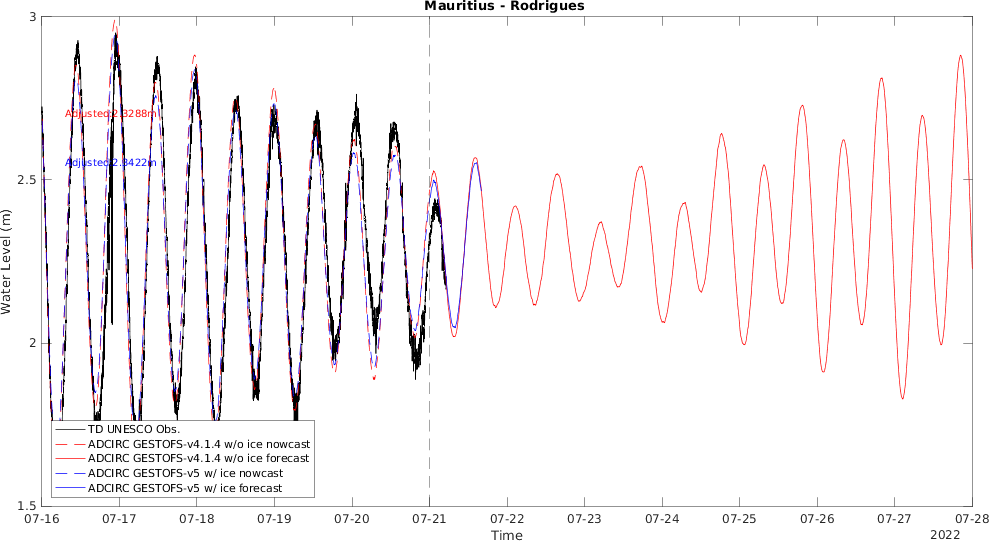 Mauritius - Rodrigues
3
2.5
2
1.5
Water Level (m)
Adjusted:2.3288m
Adjusted:2.3422m
TD UNESCO Obs.
ADCIRC GESTOFS-v4.1.4 w/o ice nowcast
ADCIRC GESTOFS-v4.1.4 w/o ice forecast
ADCIRC GESTOFS-v5 w/ ice nowcast
ADCIRC GESTOFS-v5 w/ ice forecast
07-16 07-17 07-18 07-19 07-20 07-21 07-22 07-23 07-24 07-25 07-26 07-27 07-28
Time
2022